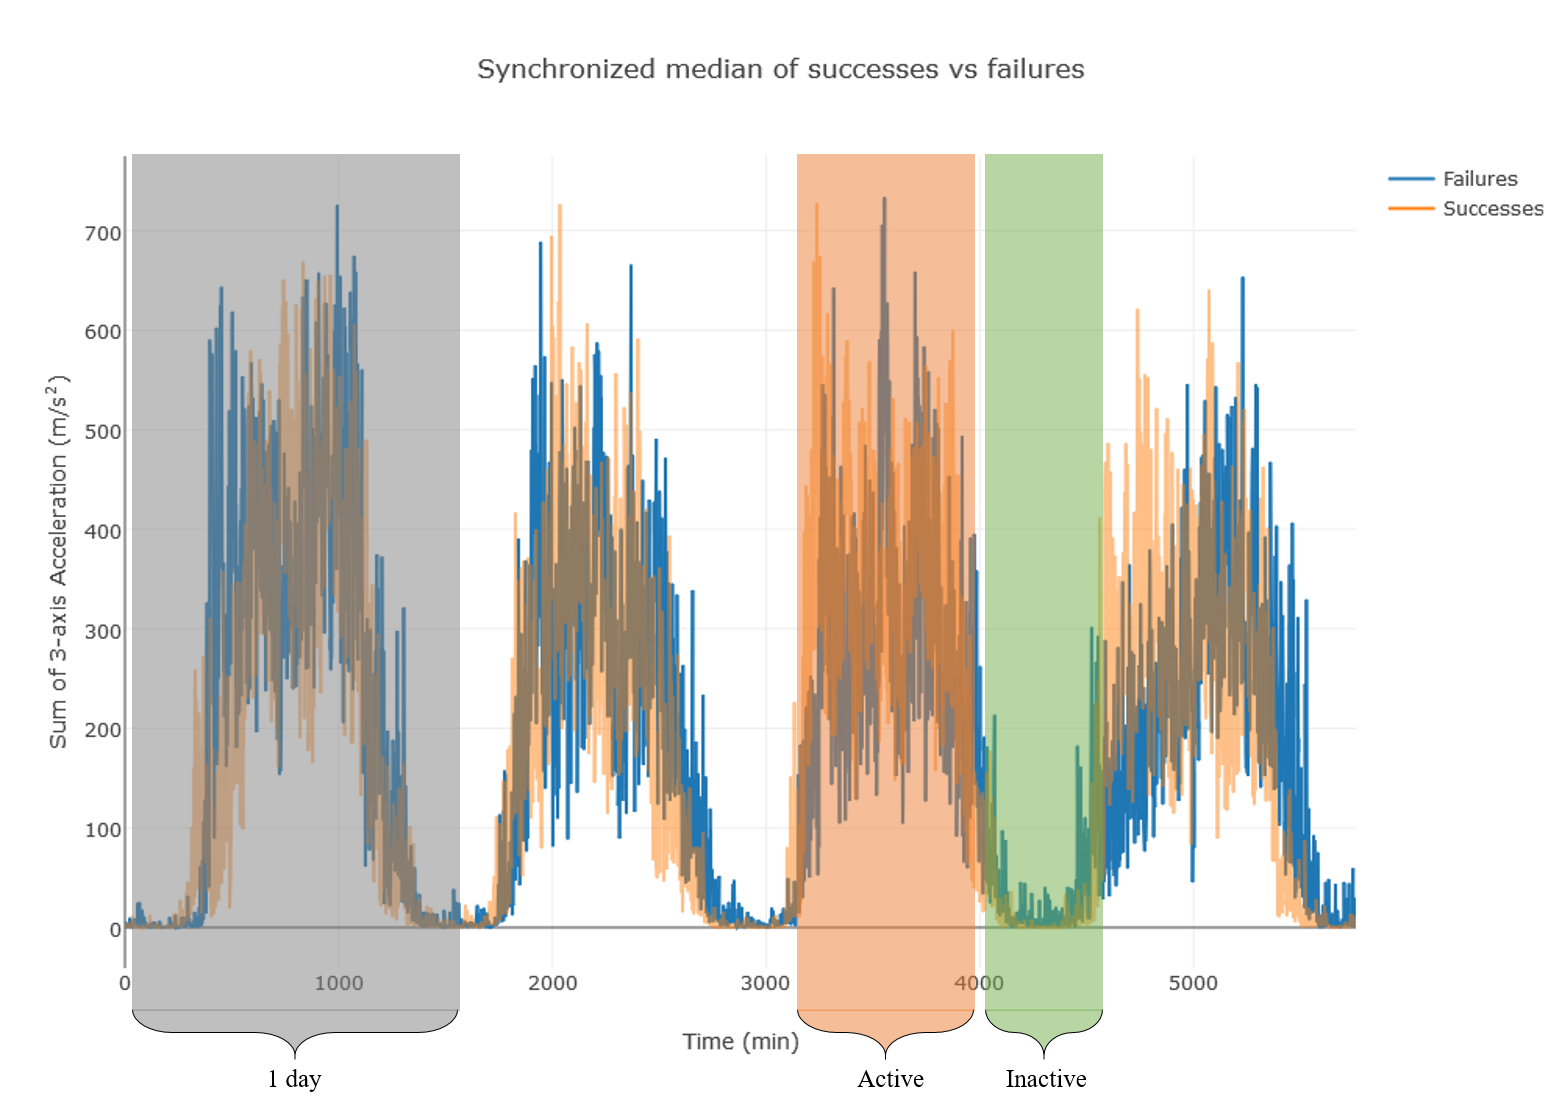 Synchronized median of successes vs failures
Failures
Successes
Sum of 3-axis Acceleration (m/s²)
700
600
500
400
300
200
100
0
0 1000 2000 3000 4000 5000
Time (min)
1 day Active Inactive